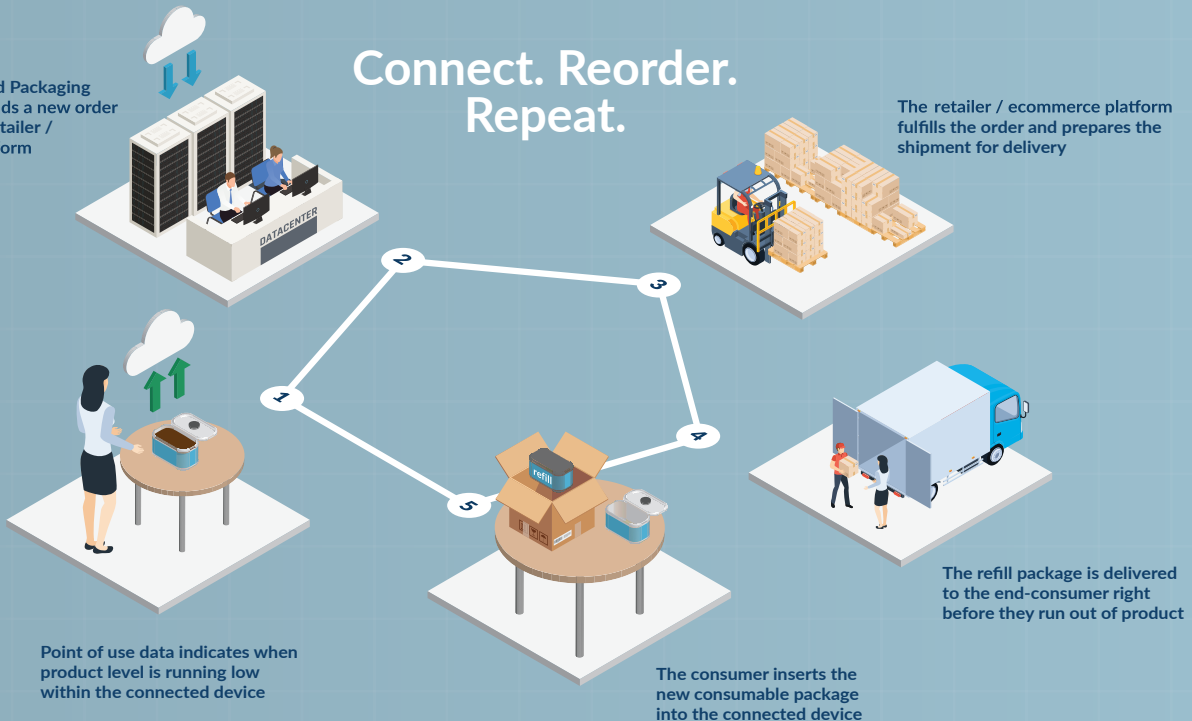 Connect. Reorder.
Repeat.
Packaging
a new order
/
The retailer / ecommerce platform
fulfills the order and prepares the
shipment for delivery
DATACENTER
2
3
1
4
5
refill
The refill package is delivered
to the end-consumer right
before they run out of product
Point of use data indicates when
product level is running low
within the connected device
The consumer inserts the
new consumable package
into the connected device